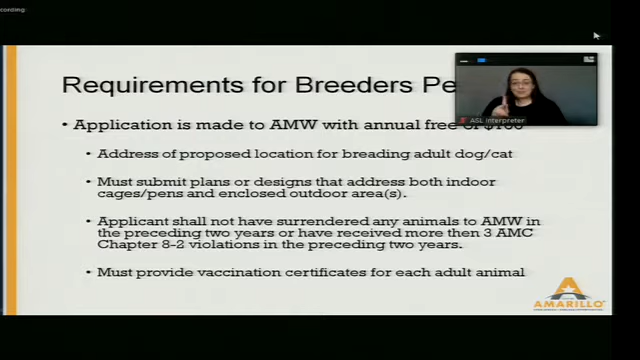 cording
Requirements for Breeders Pe
ASL Interpreter
• Application is made to AMW with annual free of $100
• Address of proposed location for breading adult dog/cat
• Must submit plans or designs that address both indoor
cages/pens and enclosed outdoor area(s).
• Applicant shall not have surrendered any animals to AMW in
the preceding two years or have received more then 3 AMC
Chapter 8-2 violations in the preceding two years.
• Must provide vaccination certificates for each adult animal
AMARILLO